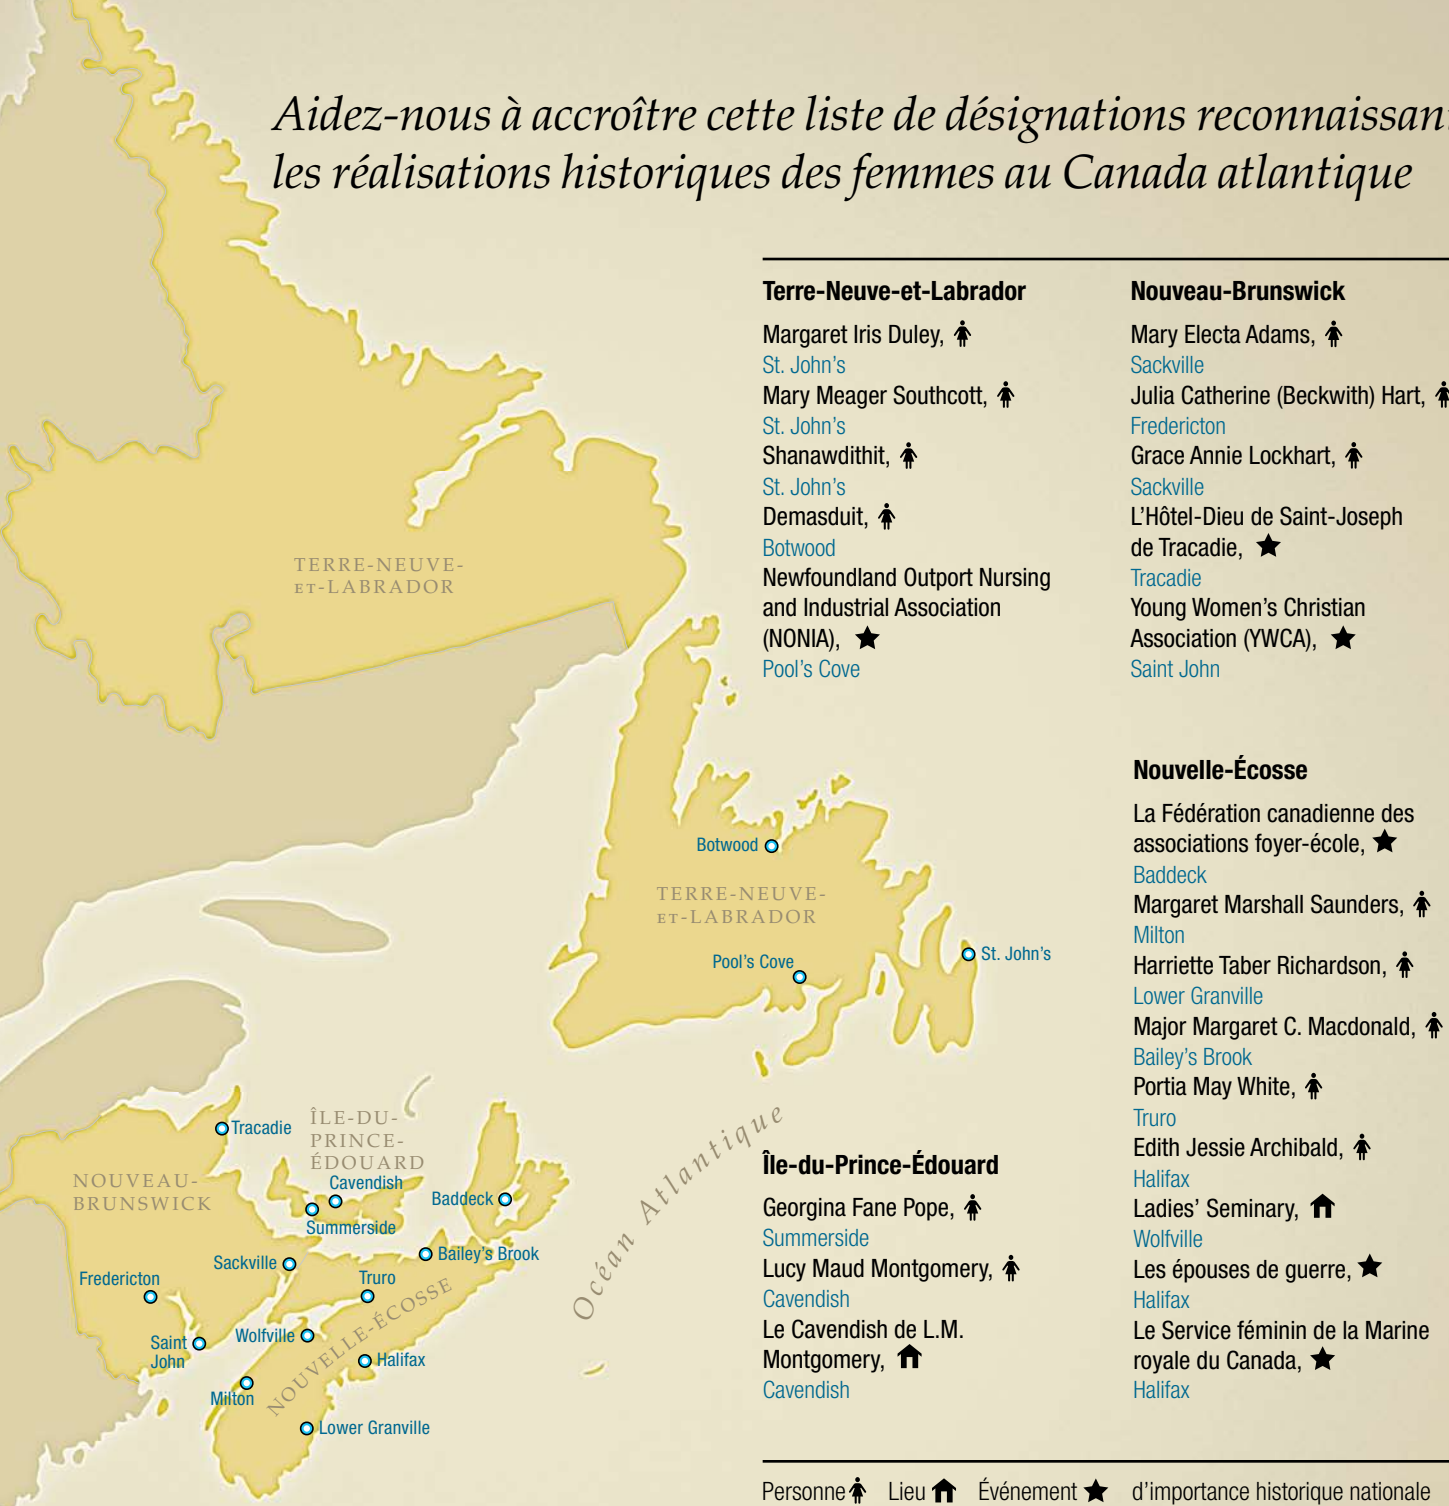 Aidez-nous à accroître cette liste de désignations reconnaissant
les réalisations historiques des femmes au Canada atlantique
Terre-Neuve-et-Labrador
Margaret Iris Duley,
St. John's
Mary Meager Southcott,
St. John's
Shanawdithit,
St. John's
Demasduit,
Botwood
Newfoundland Outport Nursing
and Industrial Association
(NONIA),
Pool's Cove
Nouveau-Brunswick
Mary Electa Adams,
Sackville
Julia Catherine (Beckwith) Hart,
Fredericton
Grace Annie Lockhart,
Sackville
L'Hôtel-Dieu de Saint-Joseph
de Tracadie,
Tracadie
Young Women's Christian
Association (YWCA),
Saint John
Île-du-Prince-Édouard
Georgina Fane Pope,
Summerside
Lucy Maud Montgomery,
Cavendish
Le Cavendish de L.M.
Montgomery,
Cavendish
Nouvelle-Écosse
La Fédération canadienne des
associations foyer-école,
Baddeck
Margaret Marshall Saunders,
Milton
Harriette Taber Richardson,
Lower Granville
Major Margaret C. Macdonald,
Bailey's Brook
Portia May White,
Truro
Edith Jessie Archibald,
Halifax
Ladies' Seminary,
Wolfville
Les épouses de guerre,
Halifax
Le Service féminin de la Marine
royale du Canada,
Halifax
TERRE-NEUVE-
ET-LABRADOR
Botwood
TERRE-NEUVE-
ET-LABRADOR
Pool's Cove
St. John's
Océan Atlantique
Tracadie
ÎLE-DU-
PRINCE-
ÉDOUARD
NOUVEAU-
BRUNSWICK
Cavendish
Summerside
Baddeck
Bailey's Brook
Sackville
Fredericton
Truro
Saint
John
Wolfville
NOUVELLE-ÉCOSSE
Halifax
Milton
Lower Granville
Personne Lieu Événement d'importance historique nationale